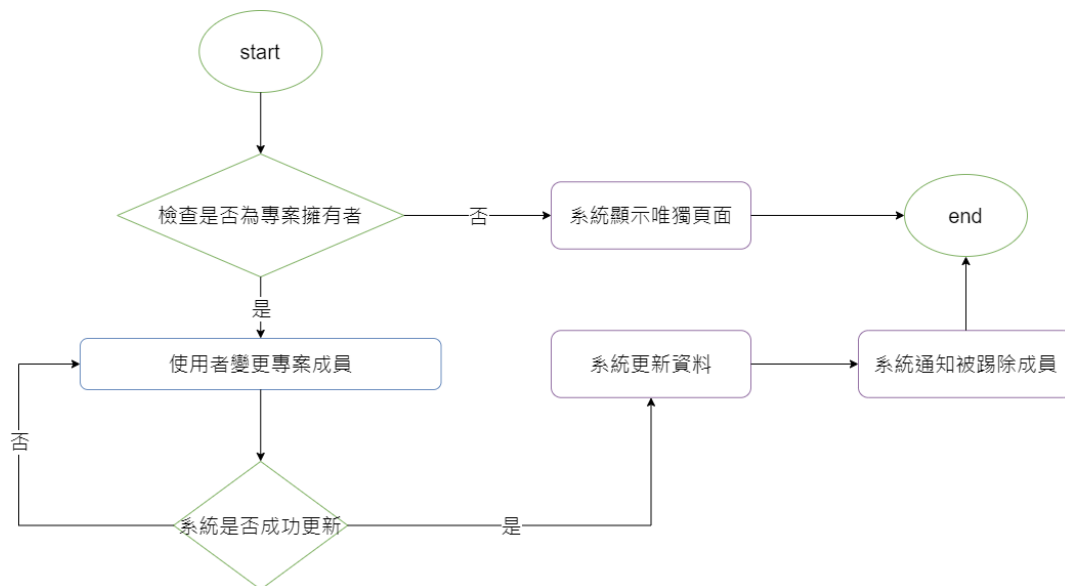 start
檢查是否為專案擁有者
否
系統顯示唯獨頁面
end
是
使用者變更專案成員
系統更新資料
系統通知被踢除成員
否
系統是否成功更新
是